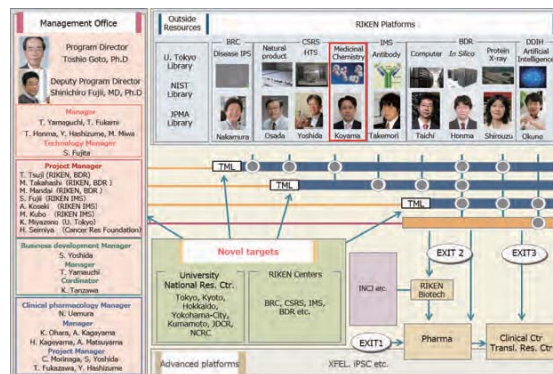 Management Office
Program Director
Toshio Goto, Ph.D
Deputy Program Director
Shinichiro Fujii, MD, Ph.D
Manager
T. Yamauchi, T. Fukami
T. Honma, Y. Hashizume, M. Miwa
Technology Manager
S. Fujita
Project Manager
T. Tsuji (RIKEN, BDR)
M. Takahashi (RIKEN, BDR )
M. Mandai (RIKEN, BDR )
S. Fujii (RIKEN IMS)
A. Koseki (RIKEN IMS)
M. Kubo (RIKEN IMS)
K. Miyazono (U. Tokyo)
H. Seimiya (Cancer Res Foundation)
Business development Manager
S. Yoshida
Manager
T. Yamauchi
Cordinator
K. Tanzawa
Clinical pharmacology Manager
N. Uemura
Manager
K. Ohara, A. Kagayama
H. Kageyama, A. Matsuyama
Project Manager
C. Morinaga, S. Yoshida
T. Fukazawa, Y. Hashizume
Outside
Resources
RIKEN Platforms
U. Tokyo
Library
NIST
Library
JPMA
Library
BRC
Disease IPS
Nakamura
CSRS
Natural
product
HTS
Osada
Yoshida
Medicinal
Chemistry
Koyama
IMS
Antibody
Takemori
BDR
Computer
In Silico
Protein
X-ray
Taichi
Honma
Shirouzu
DDIH
Artificial
Intelligence
Okuno
TML
TML
TML
Novel targets
University
National Res. Ctr.
Tokyo, Kyoto,
Hokkaido,
Yokohama-City,
Kumamoto, JDCR,
NCRC
RIKEN Centers
BRC, CSRS, IMS,
BDR etc.
INCJ etc.
EXIT 2
EXIT3
RIKEN
Biotech
EXIT1
Pharma
Clinical Ctr
Transl. Res. Ctr
Advanced platforms
XFEL. iPSC etc.